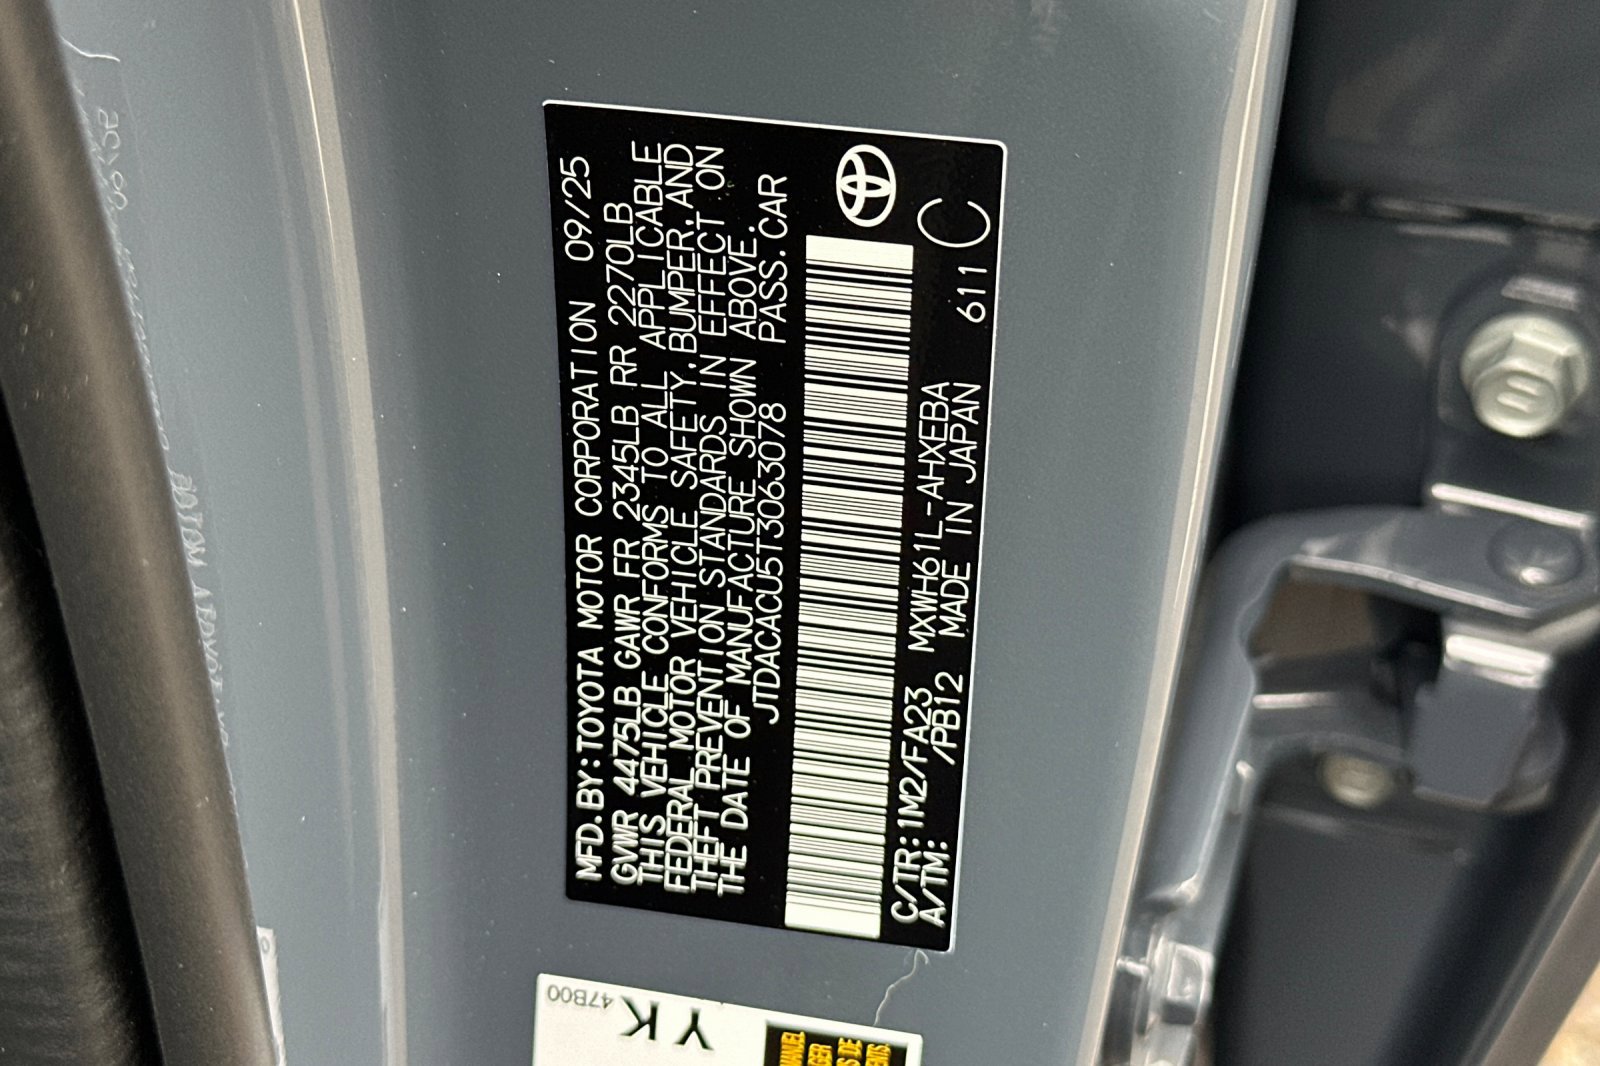 MFD.BY:TOYOTA MOTOR CORPORATION 09/25
GVWR 4475LB GAWR FR 2345LB RR 2270LB
THIS VEHICLE CONFORMS TO ALL APPLICABLE
FEDERAL MOTOR VEHICLE SAFETY,BUMPER,AND
THEFT PREVENTION STANDARDS IN EFFECT ON
THE DATE OF MANUFACTURE SHOWN ABOVE.
JTDACACU5T3063078 PASS.CAR
C/TR:1M2/FA23 MXWH61L-AHXEBA 611 C
A/TM: /PB12 MADE IN JAPAN
47B00
YK